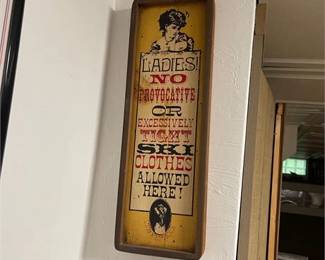 LADIES!
NO
PROVOCATIVE
OR
EXCESSIVELY
TIGHT
SKI
CLOTHES
ALLOWED
HERE!